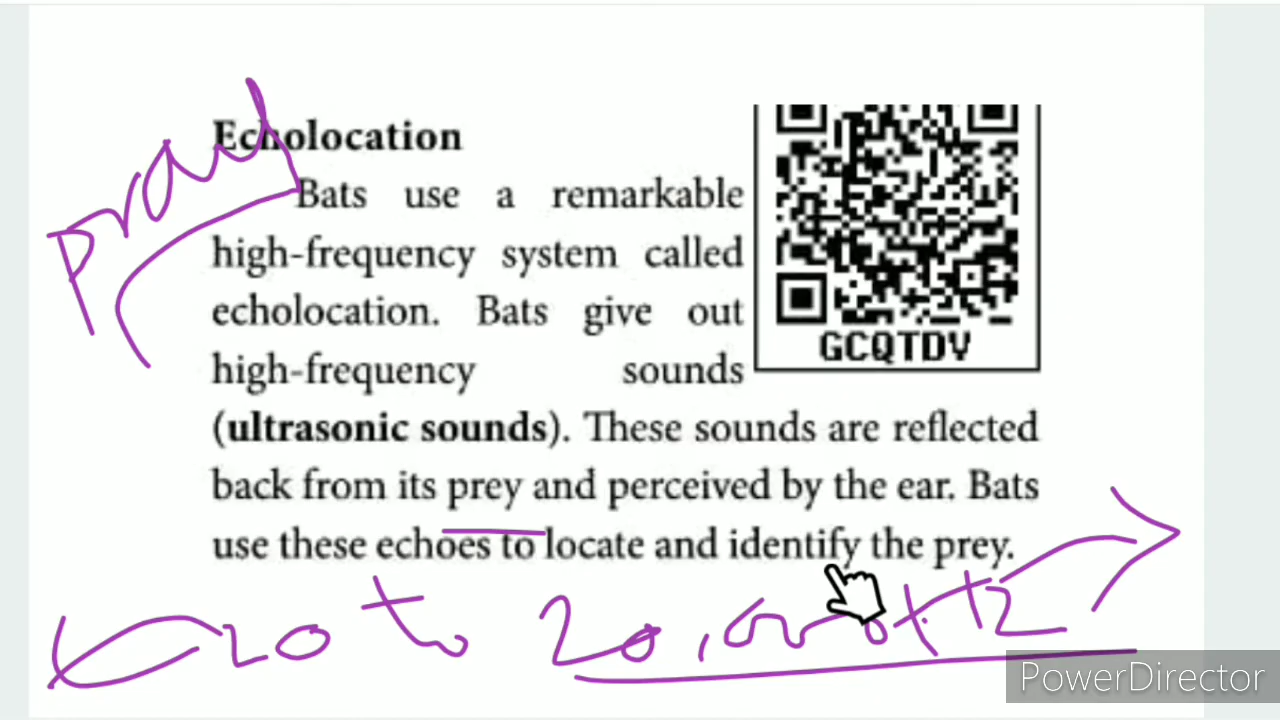 Echolocation
Bats use a remarkable
high-frequency system called
echolocation. Bats give out
high-frequency sounds
(ultrasonic sounds). These sounds are reflected
back from its prey and perceived by the ear. Bats
use these echoes to locate and identify the prey.
GCQTDV
20 to 20,000 Hz
PowerDirector